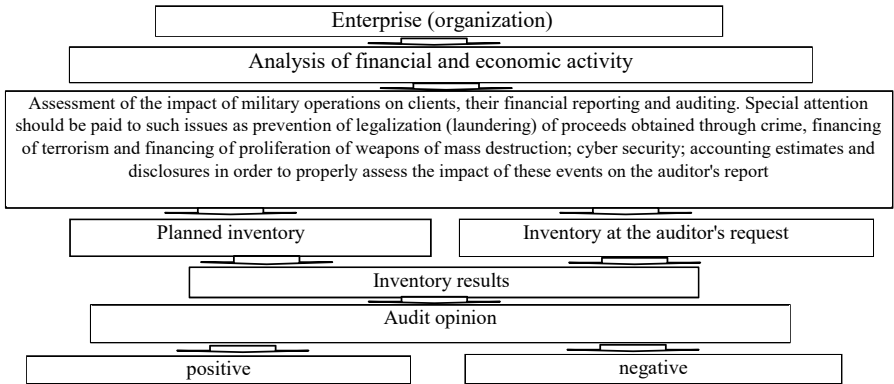 Enterprise (organization)
Analysis of financial and economic activity
Assessment of the impact of military operations on clients, their financial reporting and auditing. Special attention
should be paid to such issues as prevention of legalization (laundering) of proceeds obtained through crime, financing
of terrorism and financing of proliferation of weapons of mass destruction; cyber security; accounting estimates and
disclosures in order to properly assess the impact of these events on the auditor's report
Planned inventory
Inventory at the auditor's request
Inventory results
Audit opinion
positive
negative